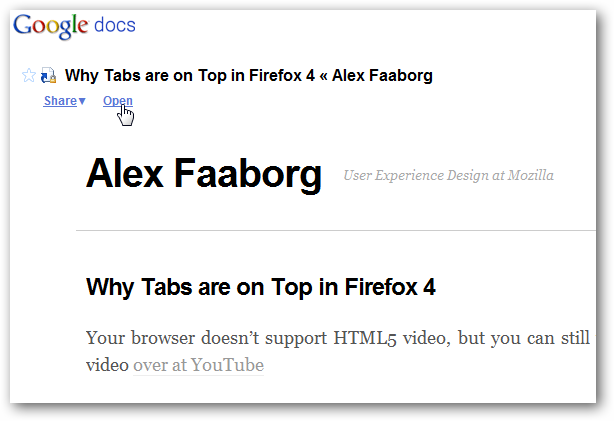 Google docs
Why Tabs are on Top in Firefox 4 « Alex Faaborg
Share▼ Open
Alex Faaborg User Experience Design at Mozilla
Why Tabs are on Top in Firefox 4
Your browser doesn’t support HTML5 video, but you can still
video over at YouTube